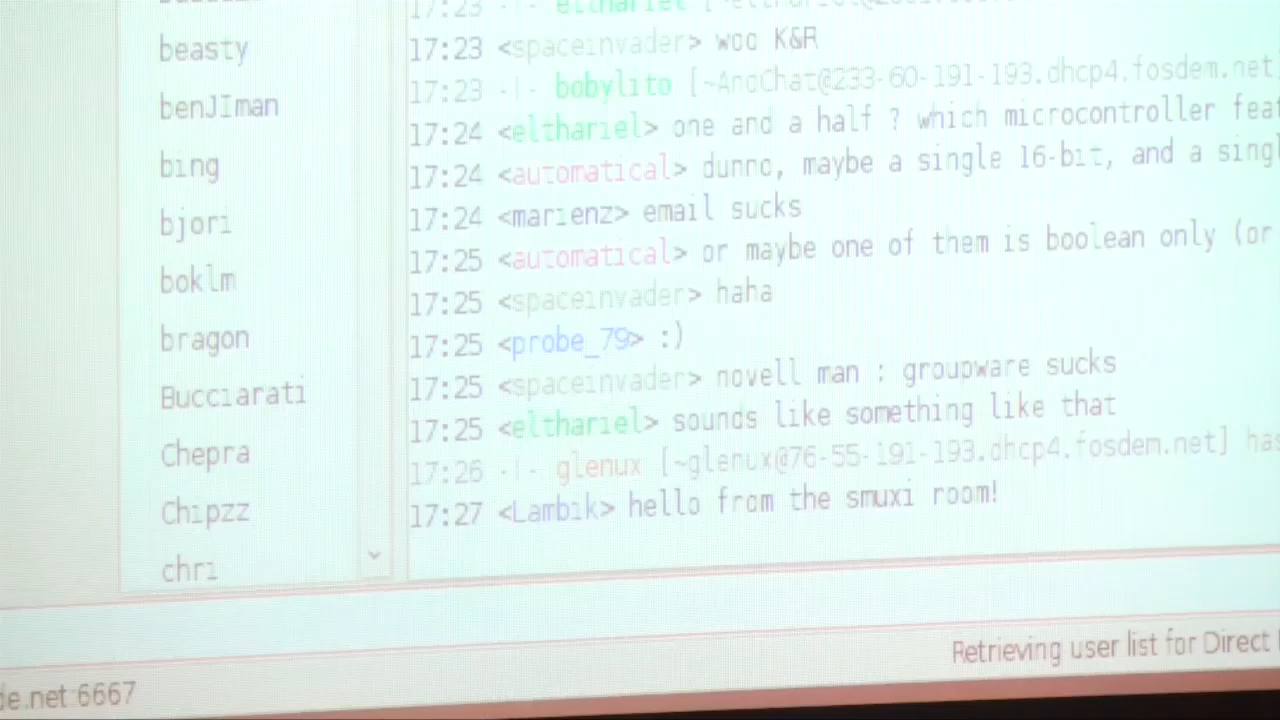 beasty
benJIman
bing
bjori
boklm
bragon
Bucciarati
Chepra
Chipzz
chri
17:23 -!- elthariel
17:23 <spaceinvader> woo K&R
17:23 -!- bobylito [~AndChat@233-60-191-193.dhcp4.fosdem.net]
17:24 <elthariel> one and a half ? which microcontroller feat
17:24 <automatical> dunno, maybe a single 16-bit, and a singl
17:24 <marienz> email sucks
17:25 <automatical> or maybe one of them is boolean only (or
17:25 <spaceinvader> haha
17:25 <probe_79> :)
17:25 <spaceinvader> novell man : groupware sucks
17:25 <elthariel> sounds like something like that
17:26 -!- glenux [~glenux@76-55-191-193.dhcp4.fosdem.net] has
17:27 <Lambik> hello from the smuxi room!
Retrieving user list for Direct
de.net:6667